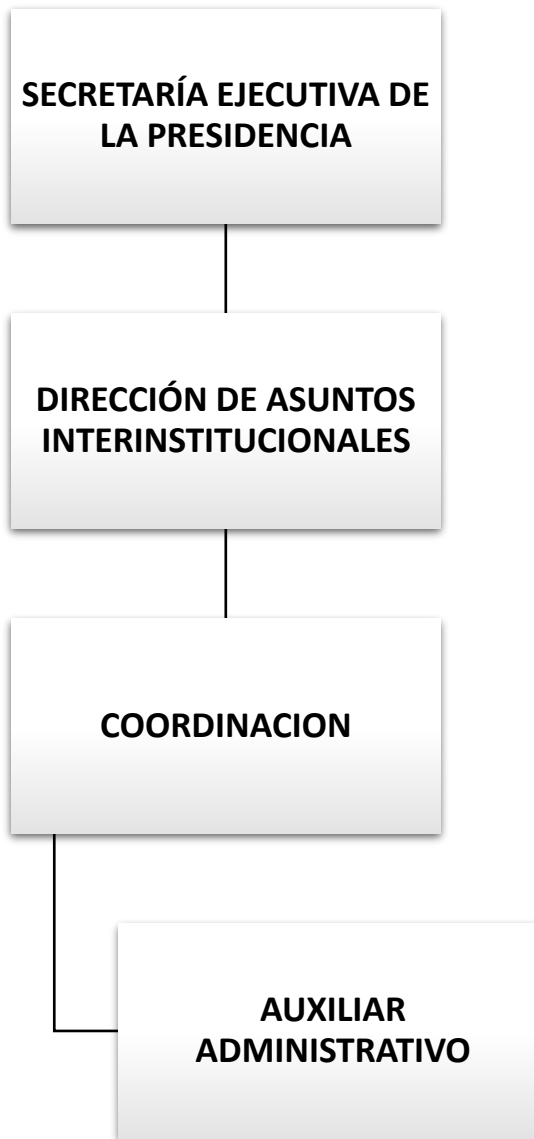 SECRETARÍA EJECUTIVA DE
LA PRESIDENCIA
DIRECCIÓN DE ASUNTOS
INTERINSTITUCIONALES
COORDINACION
AUXILIAR
ADMINISTRATIVO